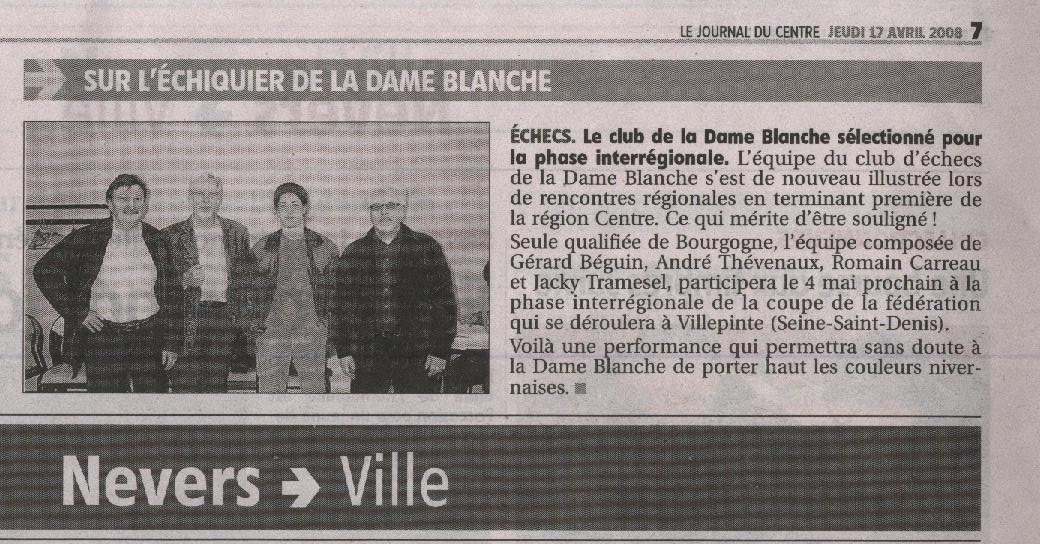 LE JOURNAL DU CENTRE JEUDI 17 AVRIL 2008 7
SUR L'ÉCHIQUIER DE LA DAME BLANCHE
ÉCHECS. Le club de la Dame Blanche sélectionné pour
la phase interrégionale. L'équipe du club d'échecs
de la Dame Blanche s'est de nouveau illustrée lors
de rencontres régionales en terminant première de
la région Centre. Ce qui mérite d'être souligné !
Seule qualifiée de Bourgogne, l'équipe composée de
Gérard Béguin, André Thévenaux, Romain Carreau
et Jacky Tramesel, participera le 4 mai prochain à la
phase interrégionale de la coupe de la fédération
qui se déroulera à Villepinte (Seine-Saint-Denis).
Voilà une performance qui permettra sans doute à
la Dame Blanche de porter haut les couleurs niver-
naises.
Nevers → Ville